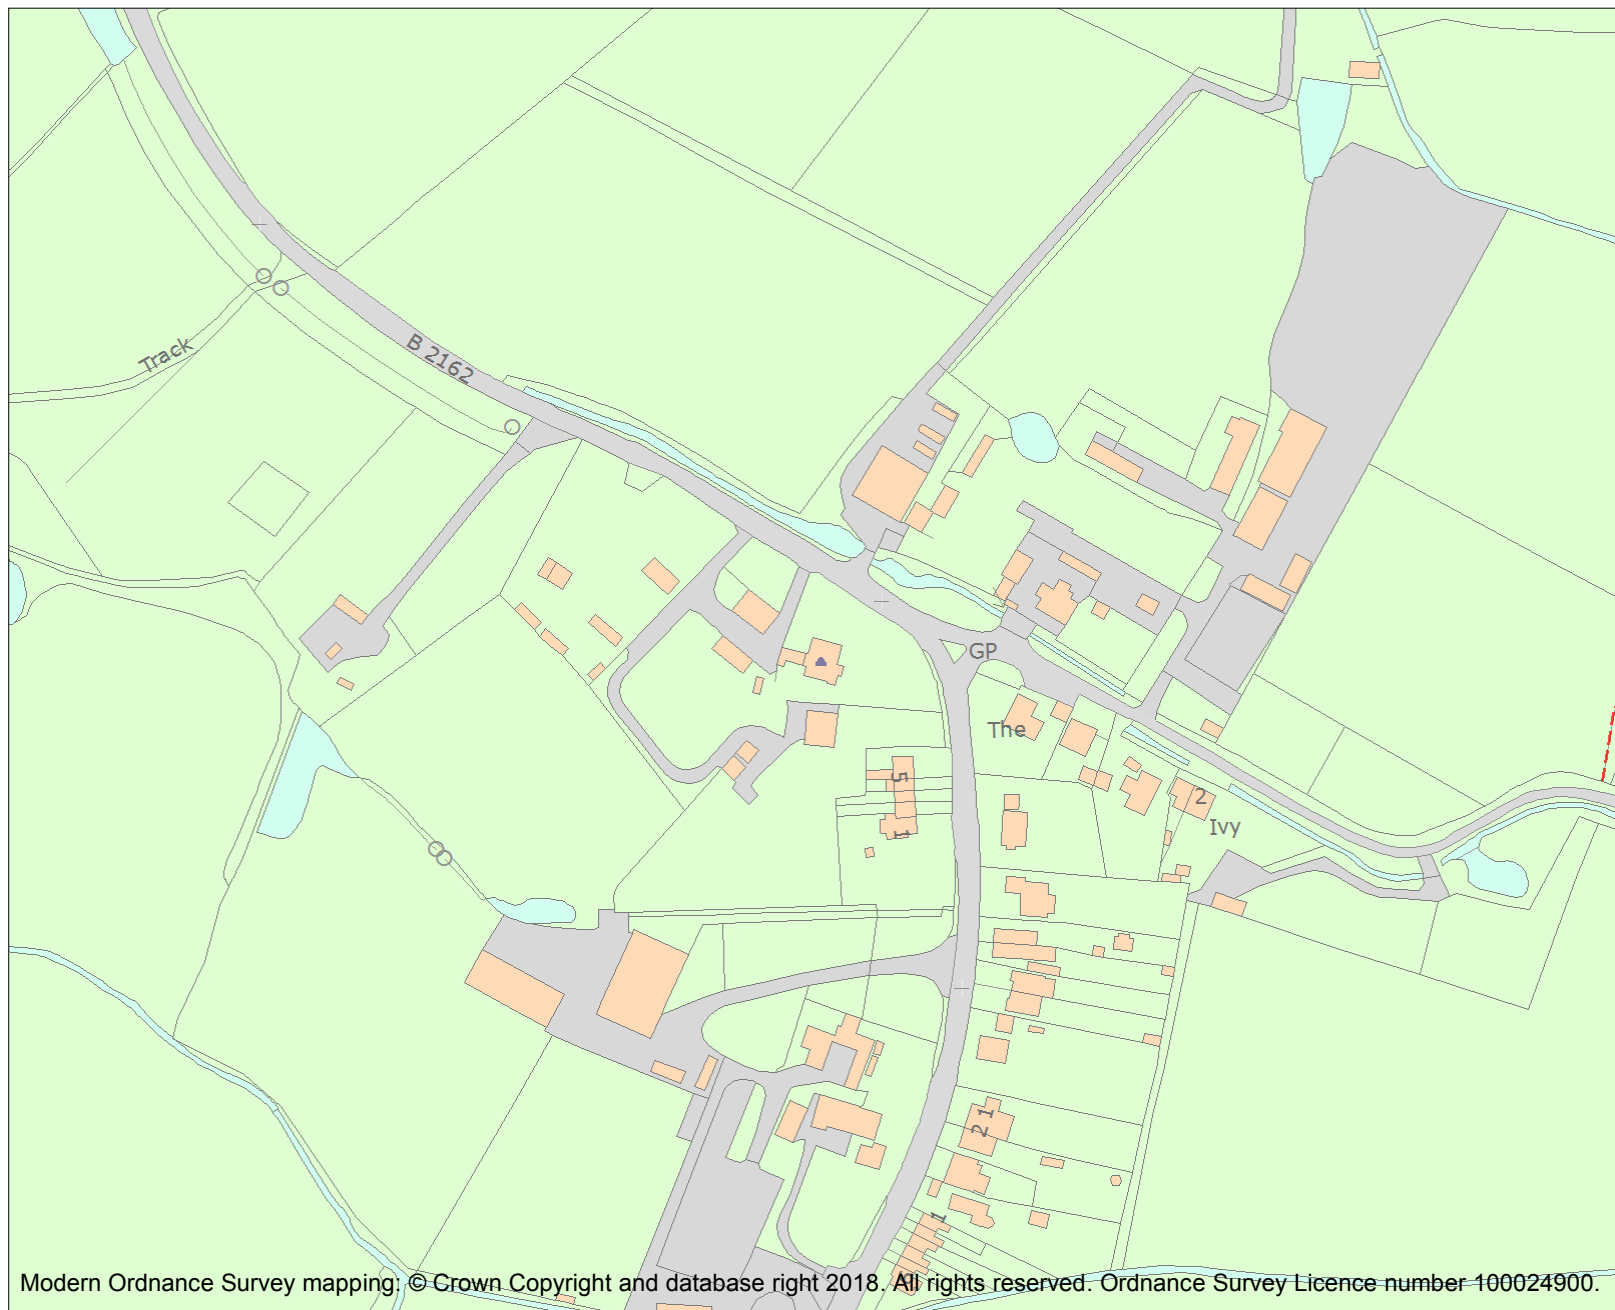 Track
B 2162
GP
The
5
1
2
Ivy
2 1
1
Modern Ordnance Survey mapping: © Crown Copyright and database right 2018. All rights reserved. Ordnance Survey Licence number 100024900.